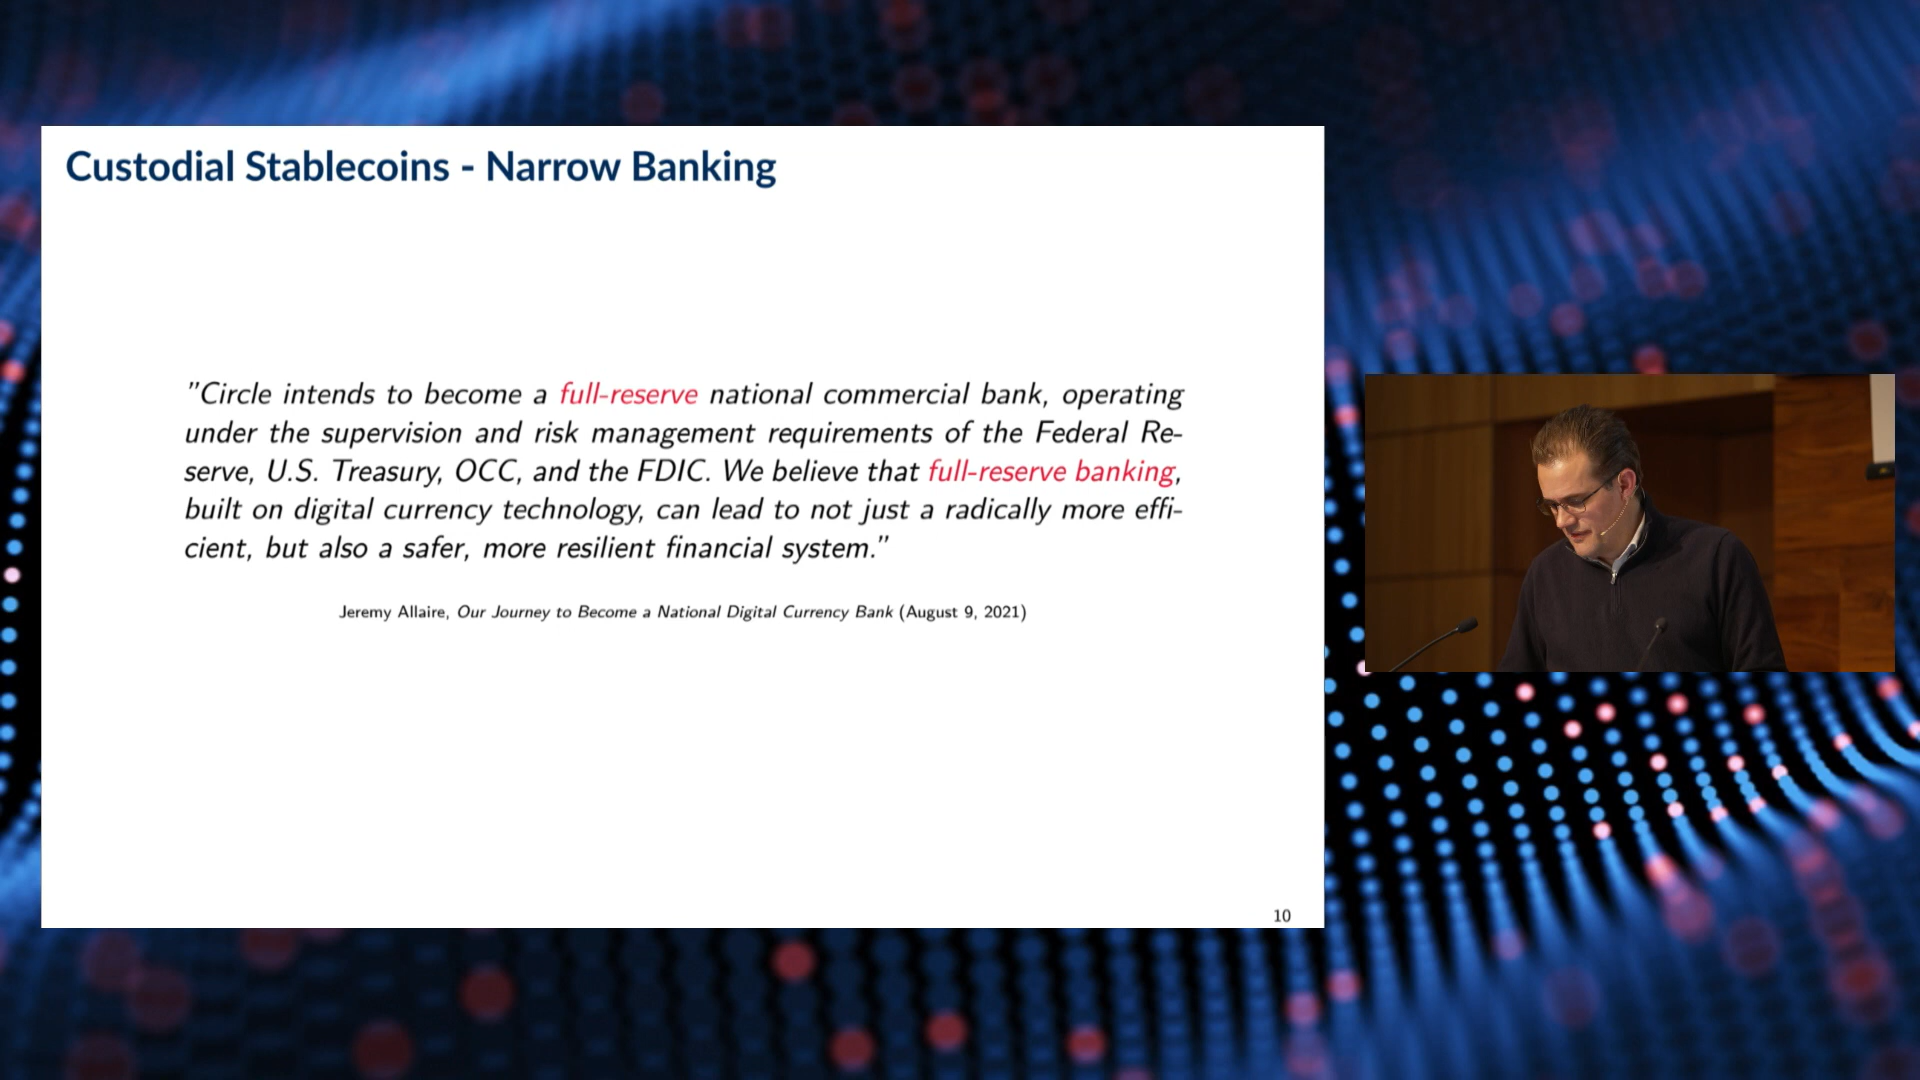 Custodial Stablecoins - Narrow Banking
"Circle intends to become a full-reserve national commercial bank, operating
under the supervision and risk management requirements of the Federal Re-
serve, U.S. Treasury, OCC, and the FDIC. We believe that full-reserve banking,
built on digital currency technology, can lead to not just a radically more effi-
cient, but also a safer, more resilient financial system."
Jeremy Allaire, Our Journey to Become a National Digital Currency Bank (August 9, 2021)
10